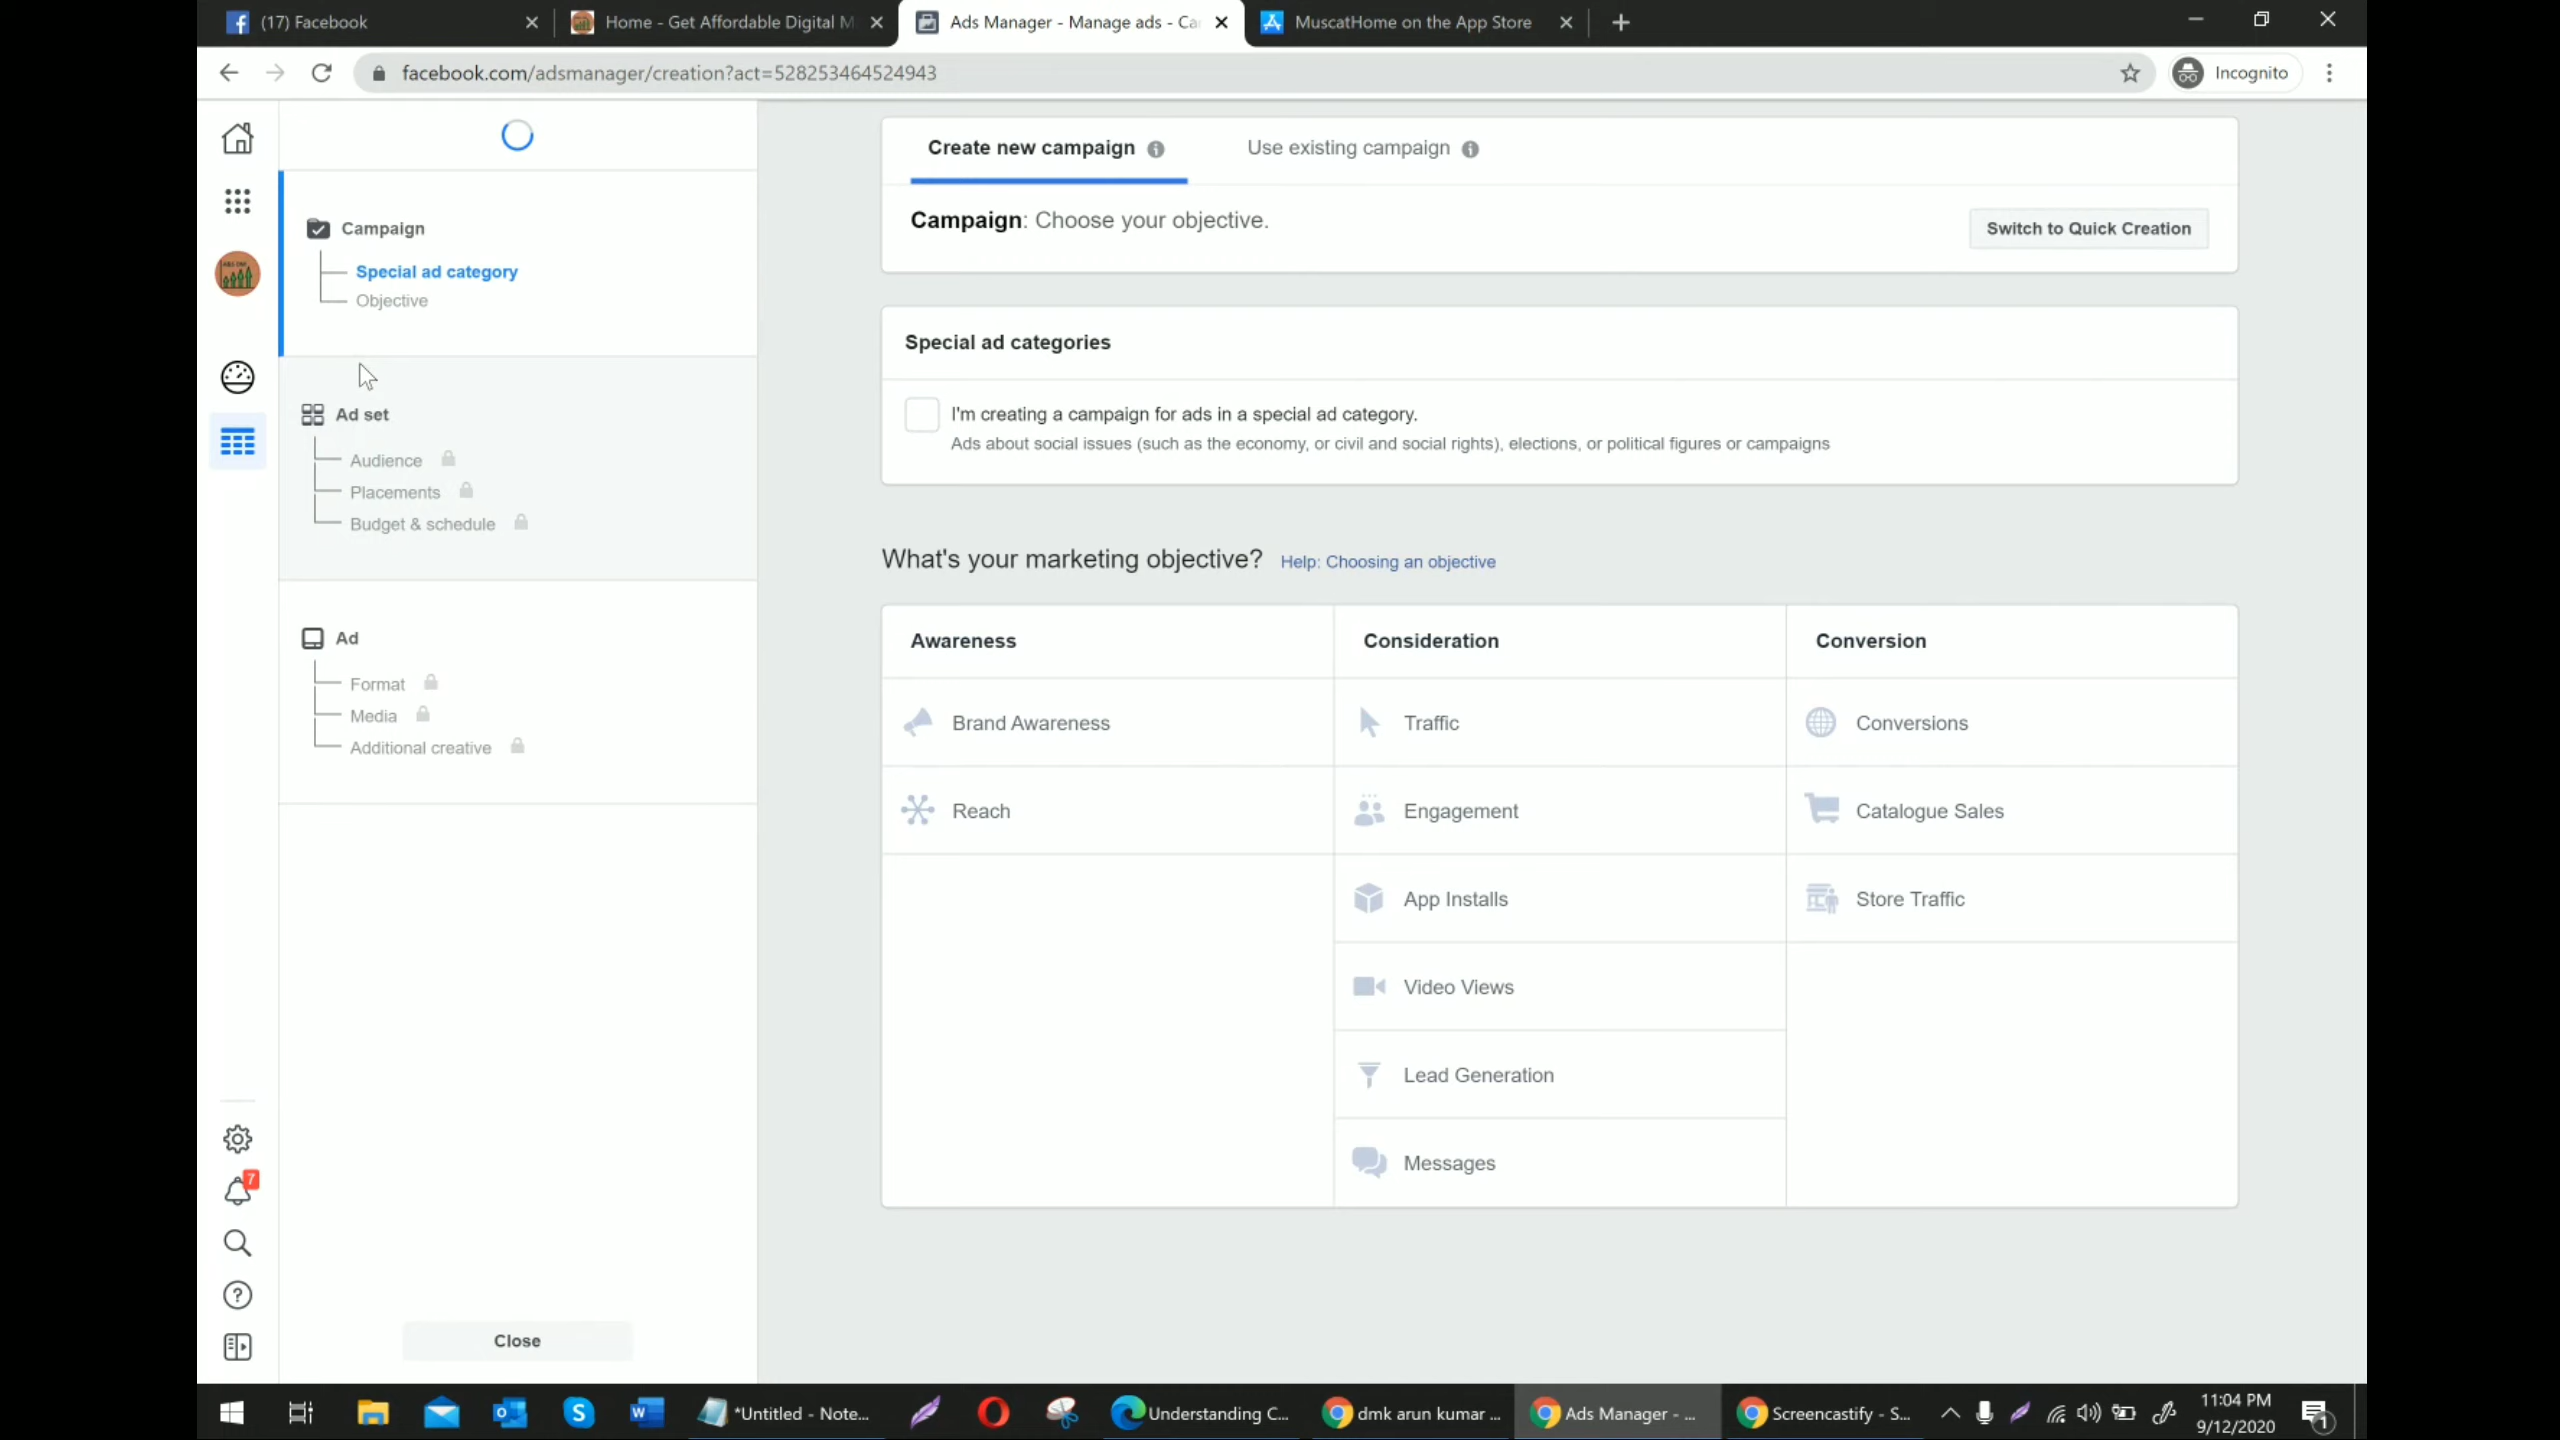 (17) Facebook
Home - Get Affordable Digital M
Ads Manager - Manage ads - Ca
MuscatHome on the App Store
facebook.com/adsmanager/creation?act=528253464524943
Incognito
Campaign
Special ad category
Objective
Ad set
Audience
Placements
Budget & schedule
Ad
Format
Media
Additional creative
Close
7
Create new campaign
Use existing campaign
Campaign: Choose your objective.
Switch to Quick Creation
Special ad categories
I'm creating a campaign for ads in a special ad category.
Ads about social issues (such as the economy, or civil and social rights), elections, or political figures or campaigns
What's your marketing objective? Help: Choosing an objective
Awareness
Consideration
Conversion
Brand Awareness
Traffic
Conversions
Reach
Engagement
Catalogue Sales
App Installs
Store Traffic
Video Views
Lead Generation
Messages
*Untitled - Note...
Understanding C...
dmk arun kumar ...
Ads Manager - ...
Screencastify - S...
11:04 PM
9/12/2020
1